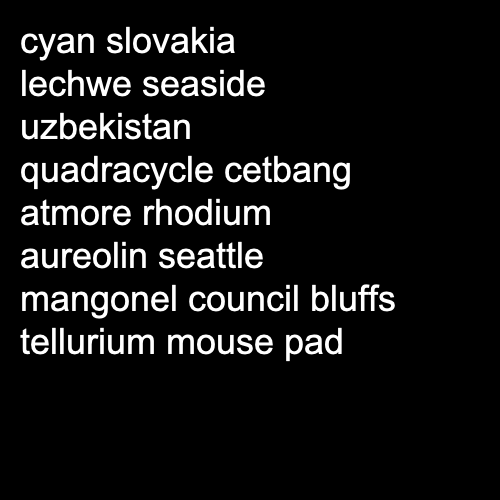 cyan slovakia
lechwe seaside
uzbekistan
quadracycle cetbang
atmore rhodium
aureolin seattle
mangonel council bluffs
tellurium mouse pad